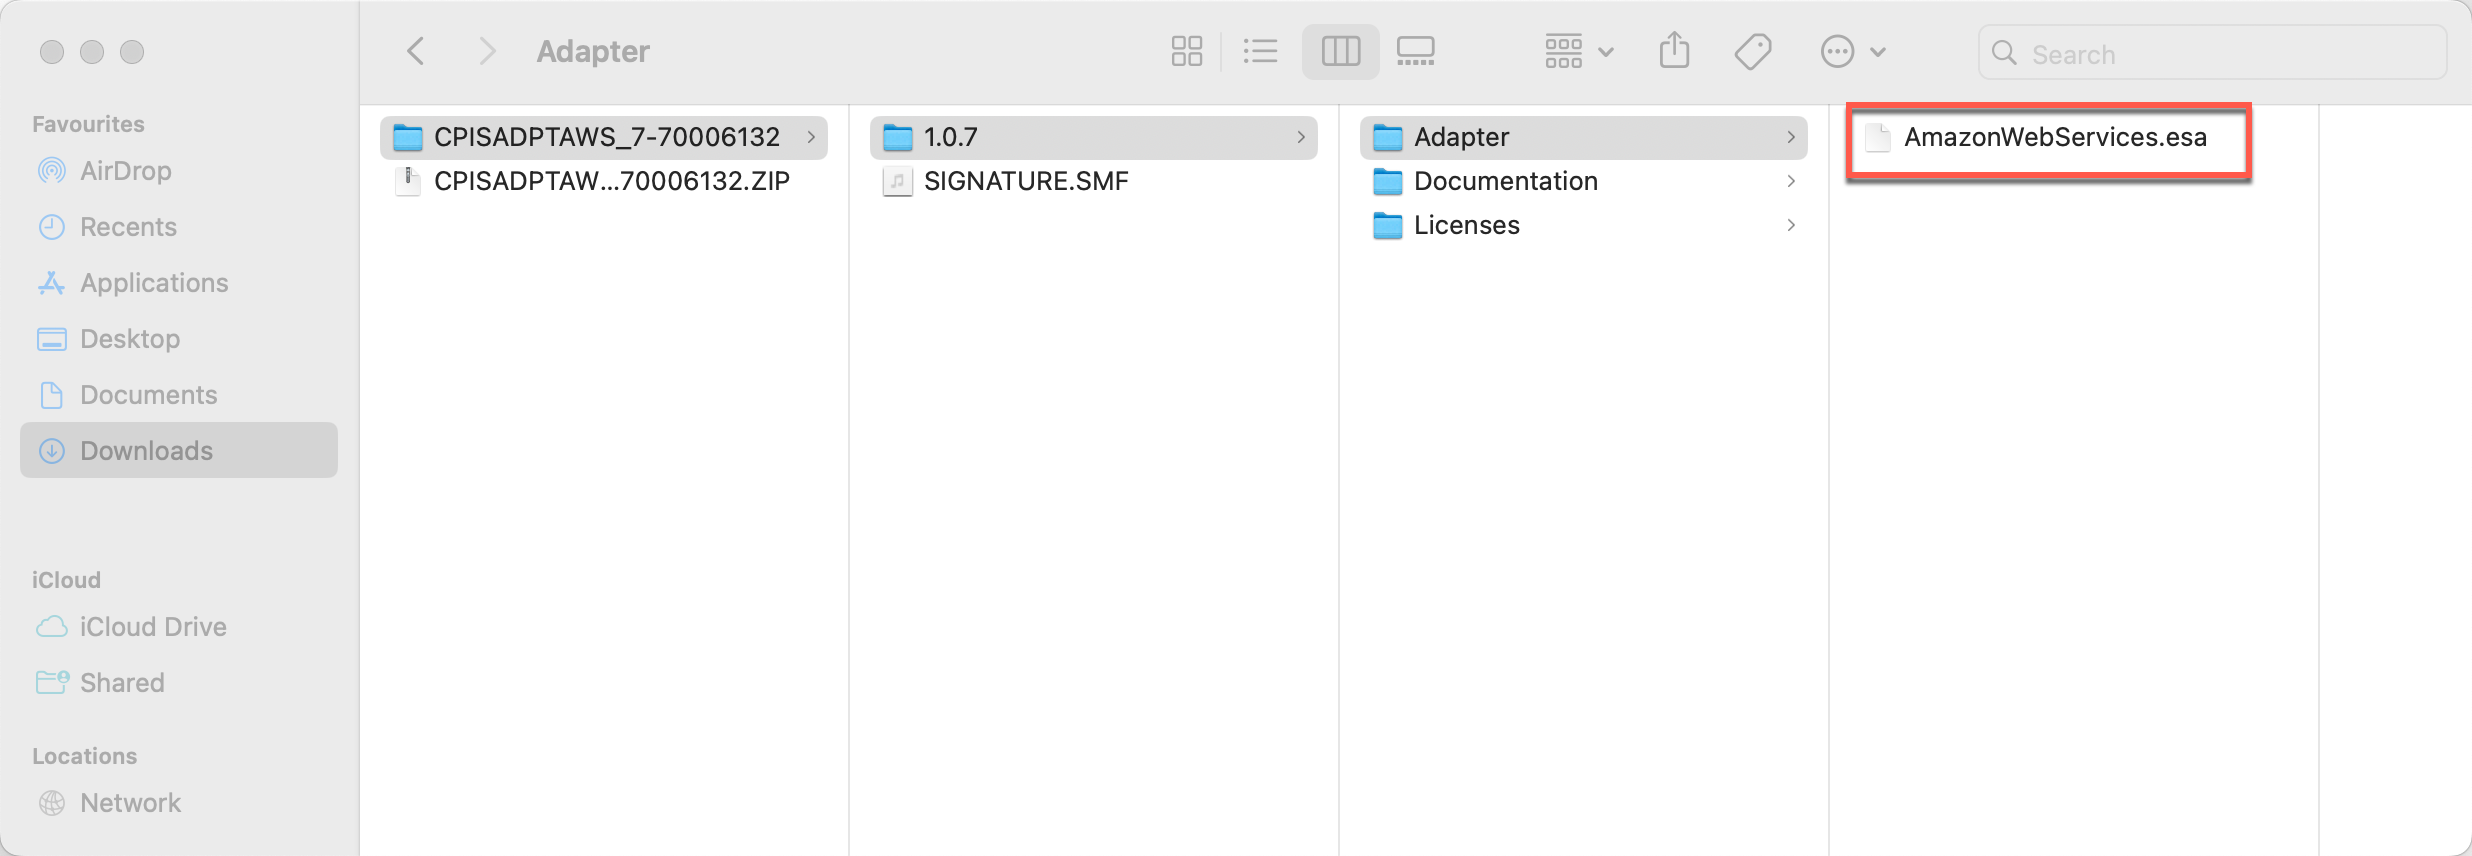 Adapter
Search
Favourites
AirDrop
Recents
Applications
Desktop
Documents
Downloads
iCloud
iCloud Drive
Shared
Locations
Network
CPISADPTAWS_7-70006132
CPISADPTAW...70006132.ZIP
1.0.7
SIGNATURE.SMF
Adapter
Documentation
Licenses
AmazonWebServices.esa